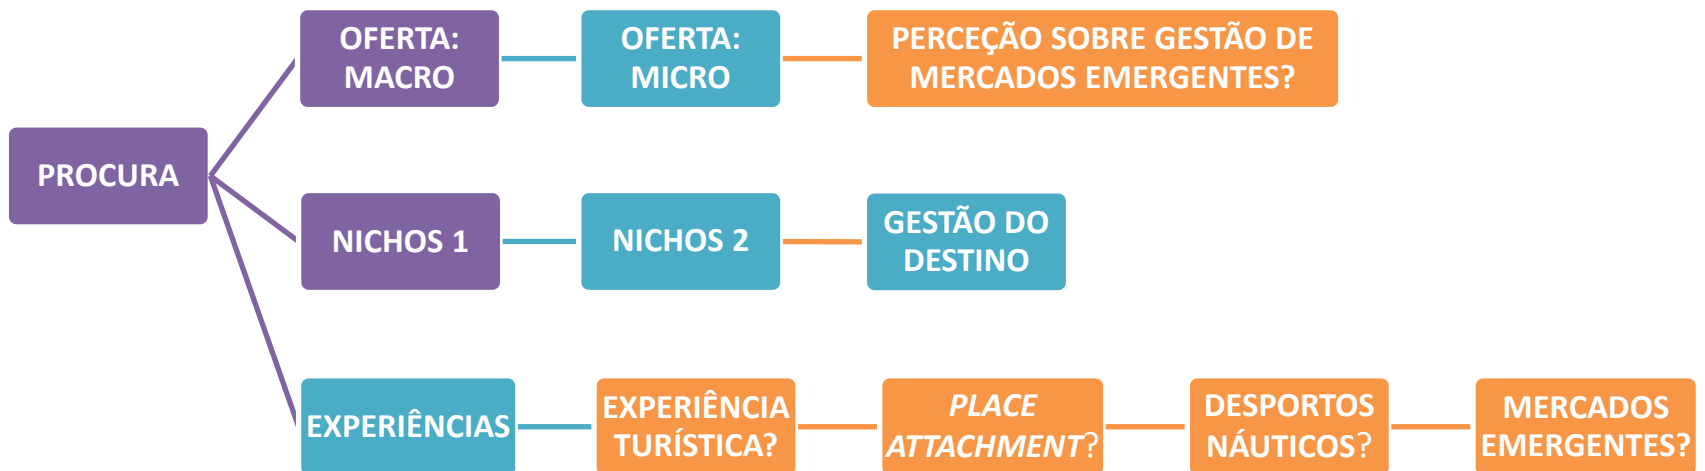 OFERTA:
MACRO
OFERTA:
MICRO
PERCEÇÃO SOBRE GESTÃO DE
MERCADOS EMERGENTES?
PROCURA
NICHOS 1
NICHOS 2
GESTÃO DO
DESTINO
EXPERIÊNCIAS
EXPERIÊNCIA
TURÍSTICA?
PLACE
ATTACHMENT?
DESPORTOS
NÁUTICOS?
MERCADOS
EMERGENTES?